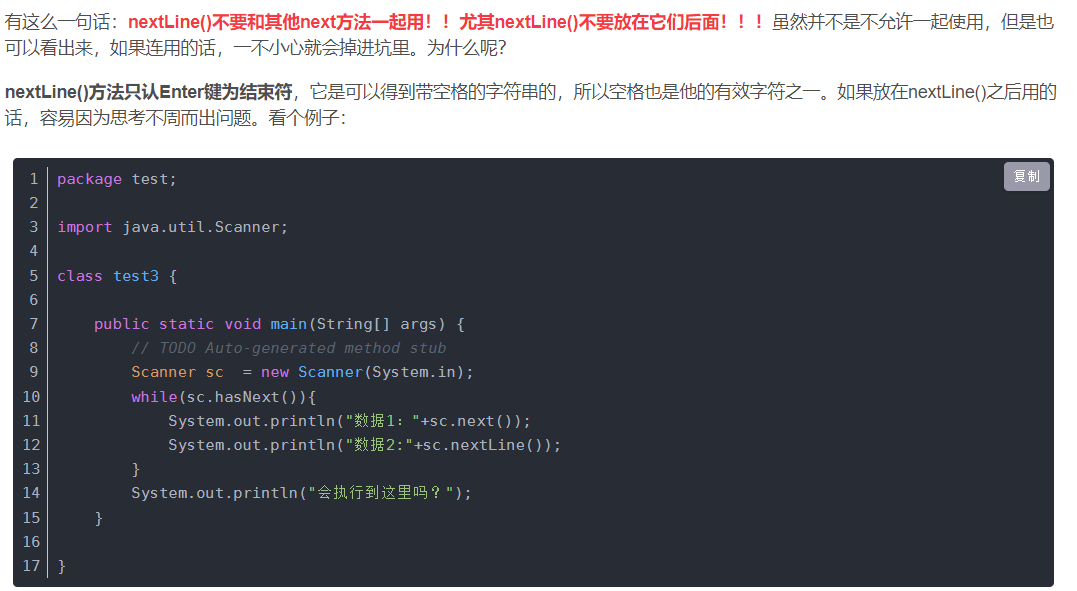 有这么一句话：nextLine()不要和其他next方法一起用！！尤其nextLine()不要放在它们后面！！！虽然并不是不允许一起使用，但是也
可以看出来，如果连用的话，一不小心就会掉进坑里。为什么呢？
nextLine()方法只认Enter键为结束符，它是可以得到带空格的字符串的，所以空格也是他的有效字符之一。如果放在nextLine()之后用的
话，容易因为思考不周而出问题。看个例子：
复制
1 package test;
2
3 import java.util.Scanner;
4
5 class test3 {
6
7     public static void main(String[] args) {
8         // TODO Auto-generated method stub
9         Scanner sc  = new Scanner(System.in);
10         while(sc.hasNext()){
11             System.out.println("数据1："+sc.next());
12             System.out.println("数据2:"+sc.nextLine());
13         }
14         System.out.println("会执行到这里吗？");
15     }
16
17 }